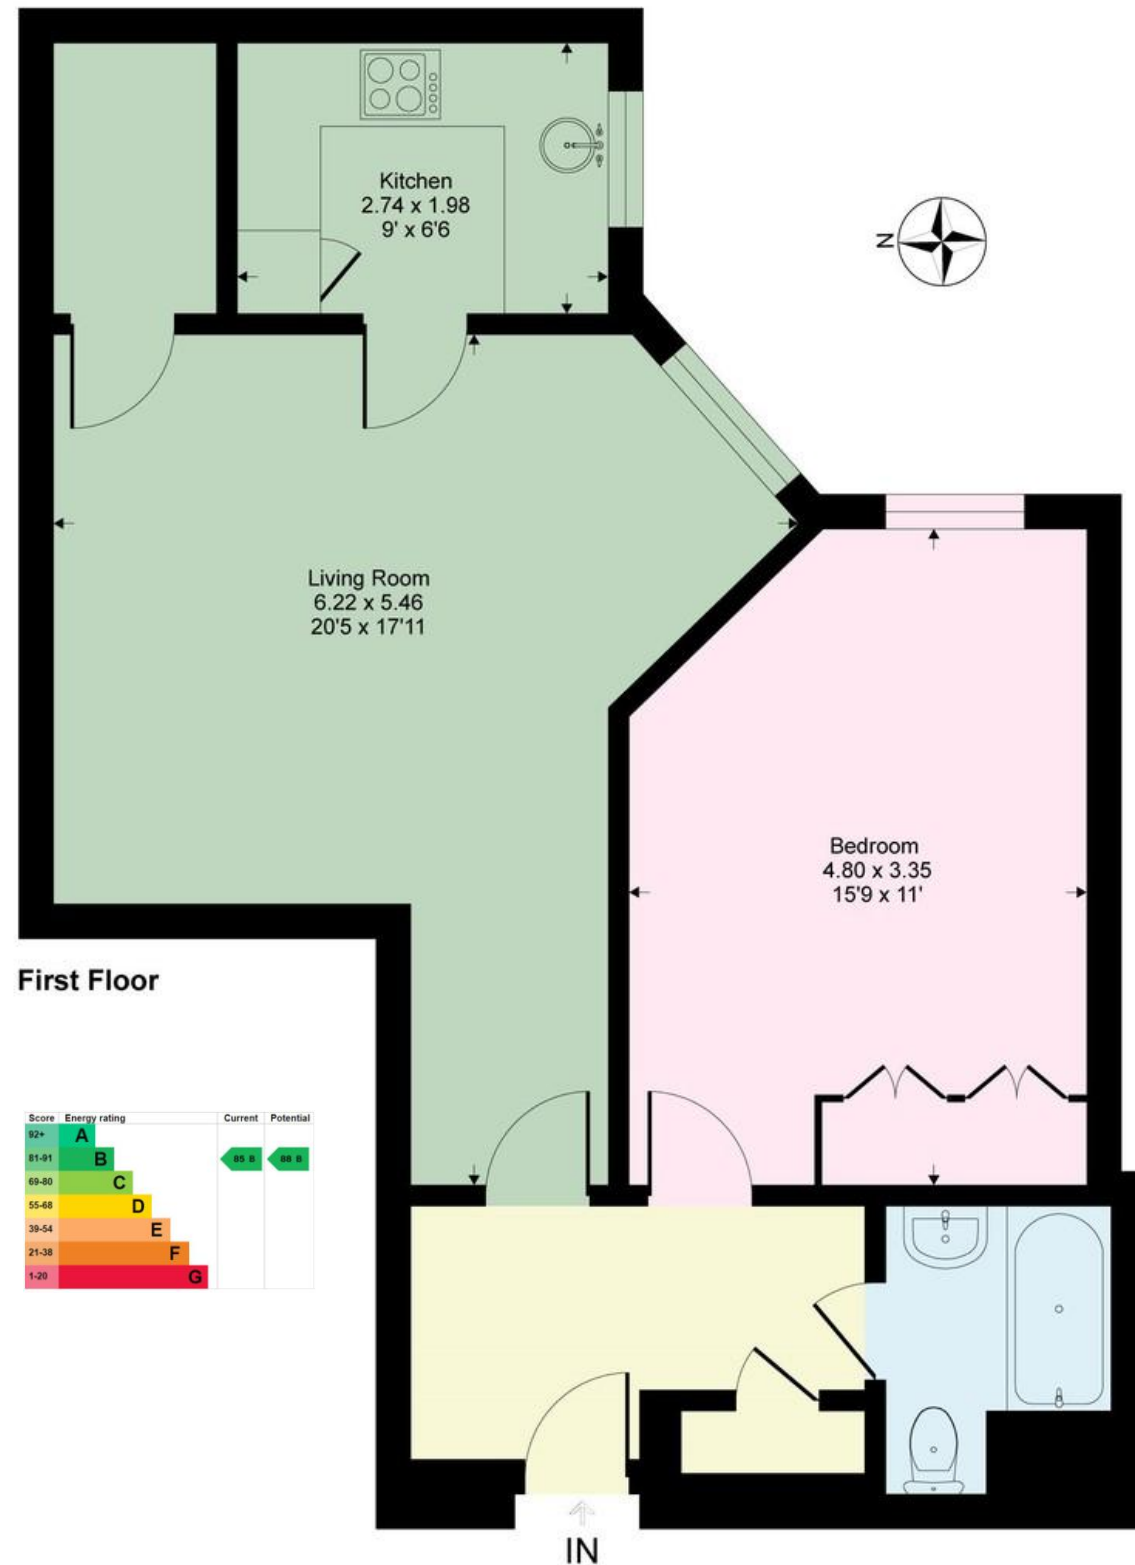 Kitchen
2.74 x 1.98
9' x 6'6
N
Living Room
6.22 x 5.46
20'5 x 17'11
Bedroom
4.80 x 3.35
15'9 x 11'
First Floor
Score Energy rating Current Potential
92+ A
81-91 B 85 B 88 B
69-80 C
55-68 D
39-54 E
21-38 F
1-20 G
IN